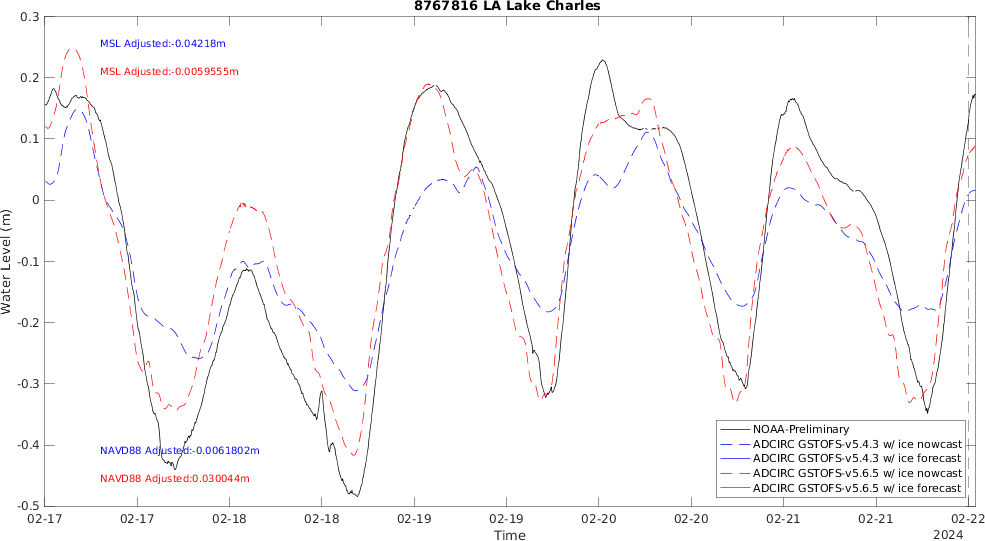 8767816 LA Lake Charles
MSL Adjusted:-0.04218m
MSL Adjusted:-0.0059555m
NAVD88 Adjusted:-0.0061802m
NAVD88 Adjusted:0.030044m
Water Level (m)
0.3
0.2
0.1
0
-0.1
-0.2
-0.3
-0.4
-0.5
NOAA-Preliminary
ADCIRC GSTOFS-v5.4.3 w/ ice nowcast
ADCIRC GSTOFS-v5.4.3 w/ ice forecast
ADCIRC GSTOFS-v5.6.5 w/ ice nowcast
ADCIRC GSTOFS-v5.6.5 w/ ice forecast
02-17 02-17 02-18 02-18 02-19 02-19 02-20 02-20 02-21 02-21 02-22
Time
2024